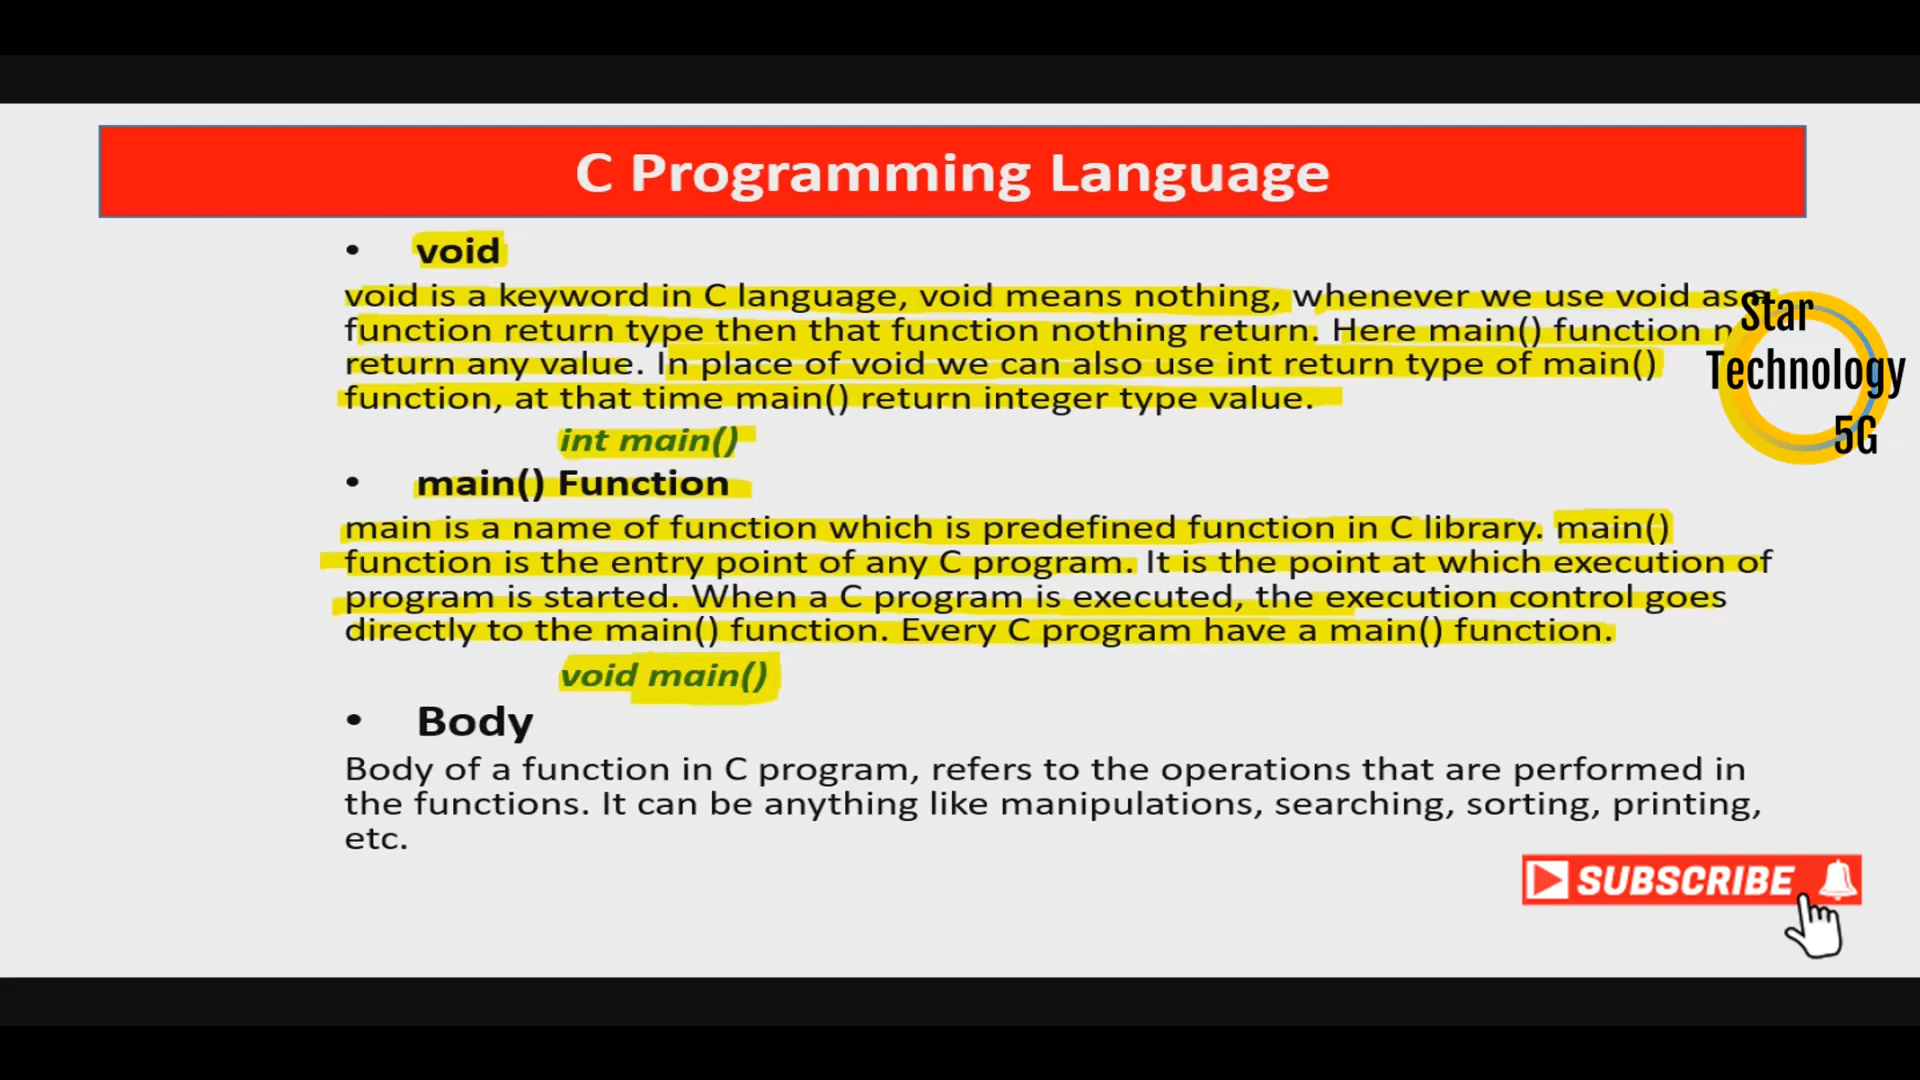 C Programming Language
• void
void is a keyword in C language, void means nothing, whenever we use void as a
function return type then that function nothing return. Here main() function
return any value. In place of void we can also use int return type of main()
function, at that time main() return integer type value.
int main()
• main() Function
main is a name of function which is predefined function in C library. main()
function is the entry point of any C program. It is the point at which execution of
program is started. When a C program is executed, the execution control goes
directly to the main() function. Every C program have a main() function.
void main()
• Body
Body of a function in C program, refers to the operations that are performed in
the functions. It can be anything like manipulations, searching, sorting, printing,
etc.
Star
Technology
5G
SUBSCRIBE